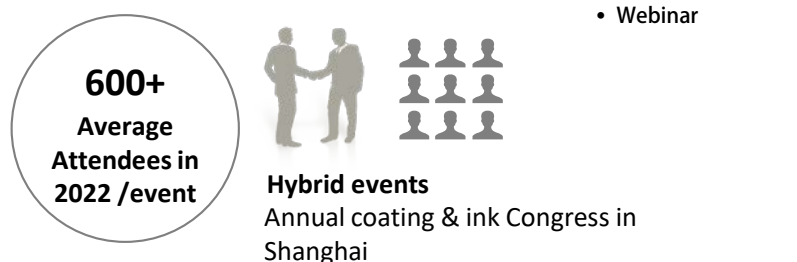 • Webinar
600+
Average
Attendees in
2022 /event
Hybrid events
Annual coating & ink Congress in
Shanghai